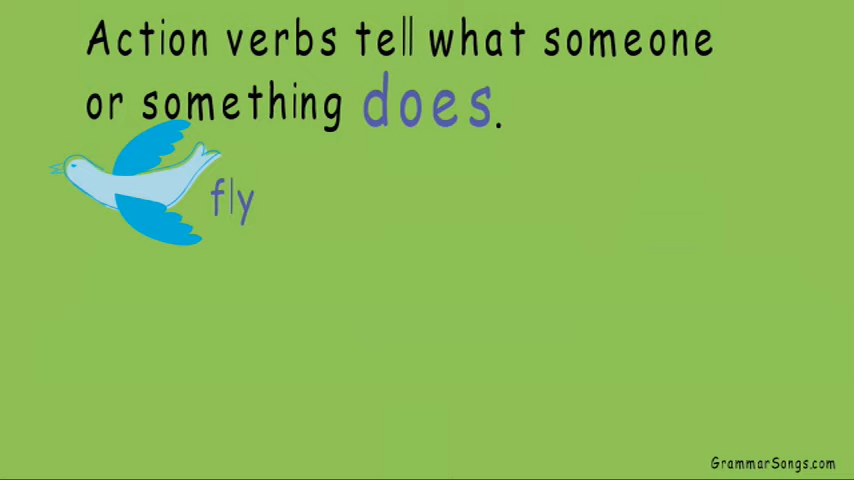 Action verbs tell what someone
or something does.
fly
GrammarSongs.com